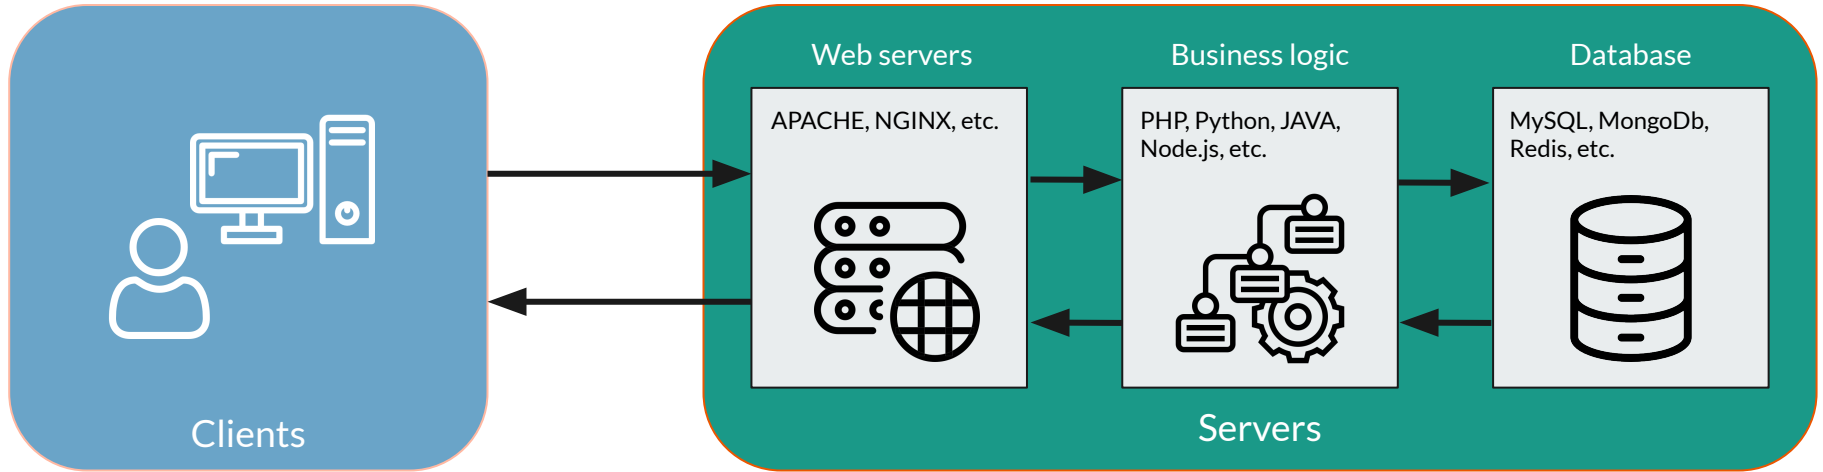 Web servers
Business logic
Database
APACHE, NGINX, etc.
PHP, Python, JAVA,
Node.js, etc.
MySQL, MongoDb,
Redis, etc.
Clients
Servers